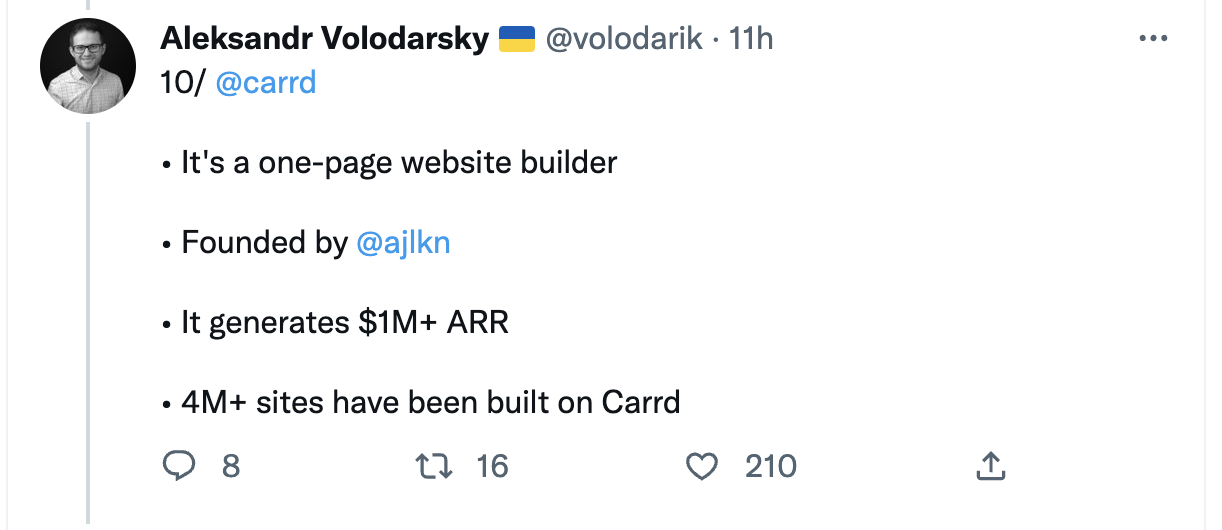 Aleksandr Volodarsky 🇺🇦 @volodarik · 11h
10/ @carrd
• It's a one-page website builder
• Founded by @ajlkn
• It generates $1M+ ARR
• 4M+ sites have been built on Carrd
8 16 210